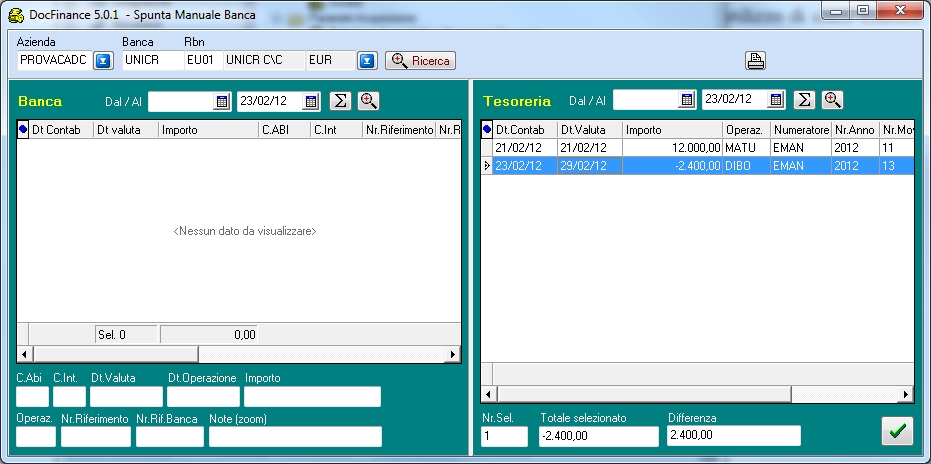 DocFinance 5.0.1 - Spunta Manuale Banca
Azienda Banca Rbn
PROVACADC UNICR EU01 UNICR C\C EUR Ricerca
Banca Dal / Al 23/02/12 Σ
Dt Contab Dt valuta Importo C.ABI C.Int Nr.Riferimento Nr.R
<Nessun dato da visualizzare>
Sel. 0 0,00
C.Abi C.Int. Dt.Valuta Dt.Operazione Importo
Operaz. Nr.Riferimento Nr.Rif.Banca Note (zoom)
Tesoreria Dal / Al 23/02/12 Σ
Dt.Contab Dt.Valuta Importo Operaz. Numeratore Nr.Anno Nr.Mov
21/02/12 21/02/12 12.000,00 MATU EMAN 2012 11
23/02/12 29/02/12 -2.400,00 DIBO EMAN 2012 13
Nr.Sel. Totale selezionato Differenza
1 -2.400,00 2.400,00